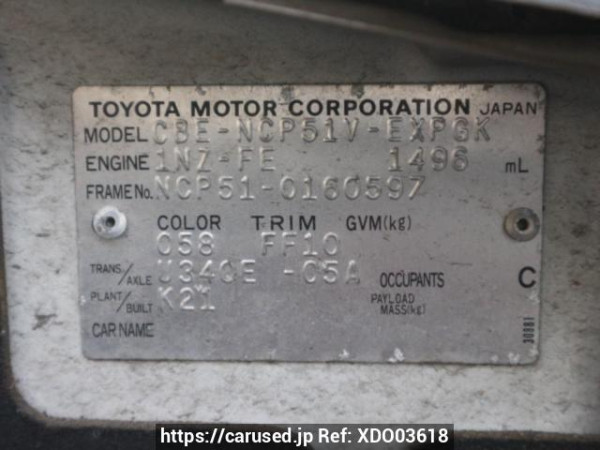 TOYOTA MOTOR CORPORATION JAPAN
MODEL CBE-NCP51V-EXPGK
ENGINE 1NZ-FE 1496 mL
FRAME No. NCP51-0160597
COLOR TRIM GVM(kg)
058 FF10
TRANS/AXLE U340E -C5A OCCUPANTS C
PLANT/BUILT K21 PAYLOAD MASS(kg)
CAR NAME
30881
https://carused.jp Ref: XDO03618